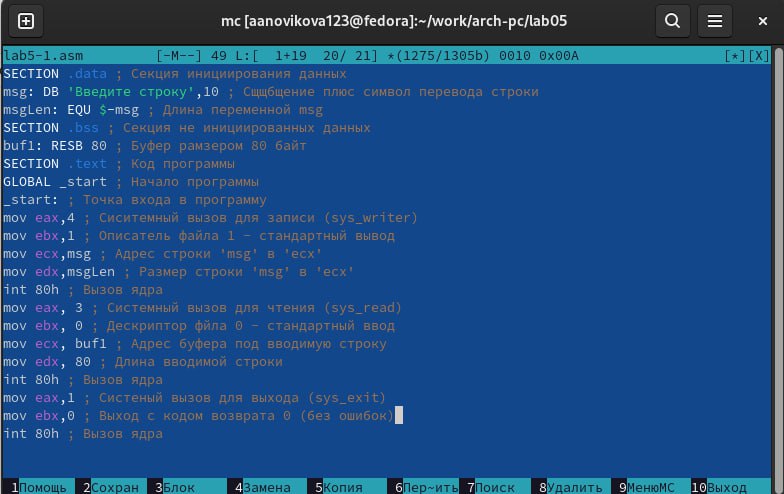 mc [aanovikova123@fedora]:~/work/arch-pc/lab05
lab5-1.asm [-M--] 49 L:[ 1+19 20/ 21] *(1275/1305b) 0010 0x00A [*][X]
SECTION .data ; Секция инициирования данных
msg: DB 'Введите строку',10 ; Сщщбщение плюс символ перевода строки
msgLen: EQU $-msg ; Длина переменной msg
SECTION .bss ; Секция не инициированных данных
buf1: RESB 80 ; Буфер рамзером 80 байт
SECTION .text ; Код программы
GLOBAL _start ; Начало программы
_start: ; Точка входа в программу
mov eax,4 ; Сиситемный вызов для записи (sys_writer)
mov ebx,1 ; Описатель файла 1 - стандартный вывод
mov ecx,msg ; Адрес строки 'msg' в 'ecx'
mov edx,msgLen ; Размер строки 'msg' в 'ecx'
int 80h ; Вызов ядра
mov eax, 3 ; Системный вызов для чтения (sys_read)
mov ebx, 0 ; Дескриптор фйла 0 - стандартный ввод
mov ecx, buf1 ; Адрес буфера под вводимую строку
mov edx, 80 ; Длина вводимой строки
int 80h ; Вызов ядра
mov eax,1 ; Систеный вызов для выхода (sys_exit)
mov ebx,0 ; Выход с кодом возврата 0 (без ошибок)
int 80h ; Вызов ядра
1Помощь 2Сохран 3Блок 4Замена 5Копия 6Пер~ить 7Поиск 8Удалить 9МенюMC 10Выход